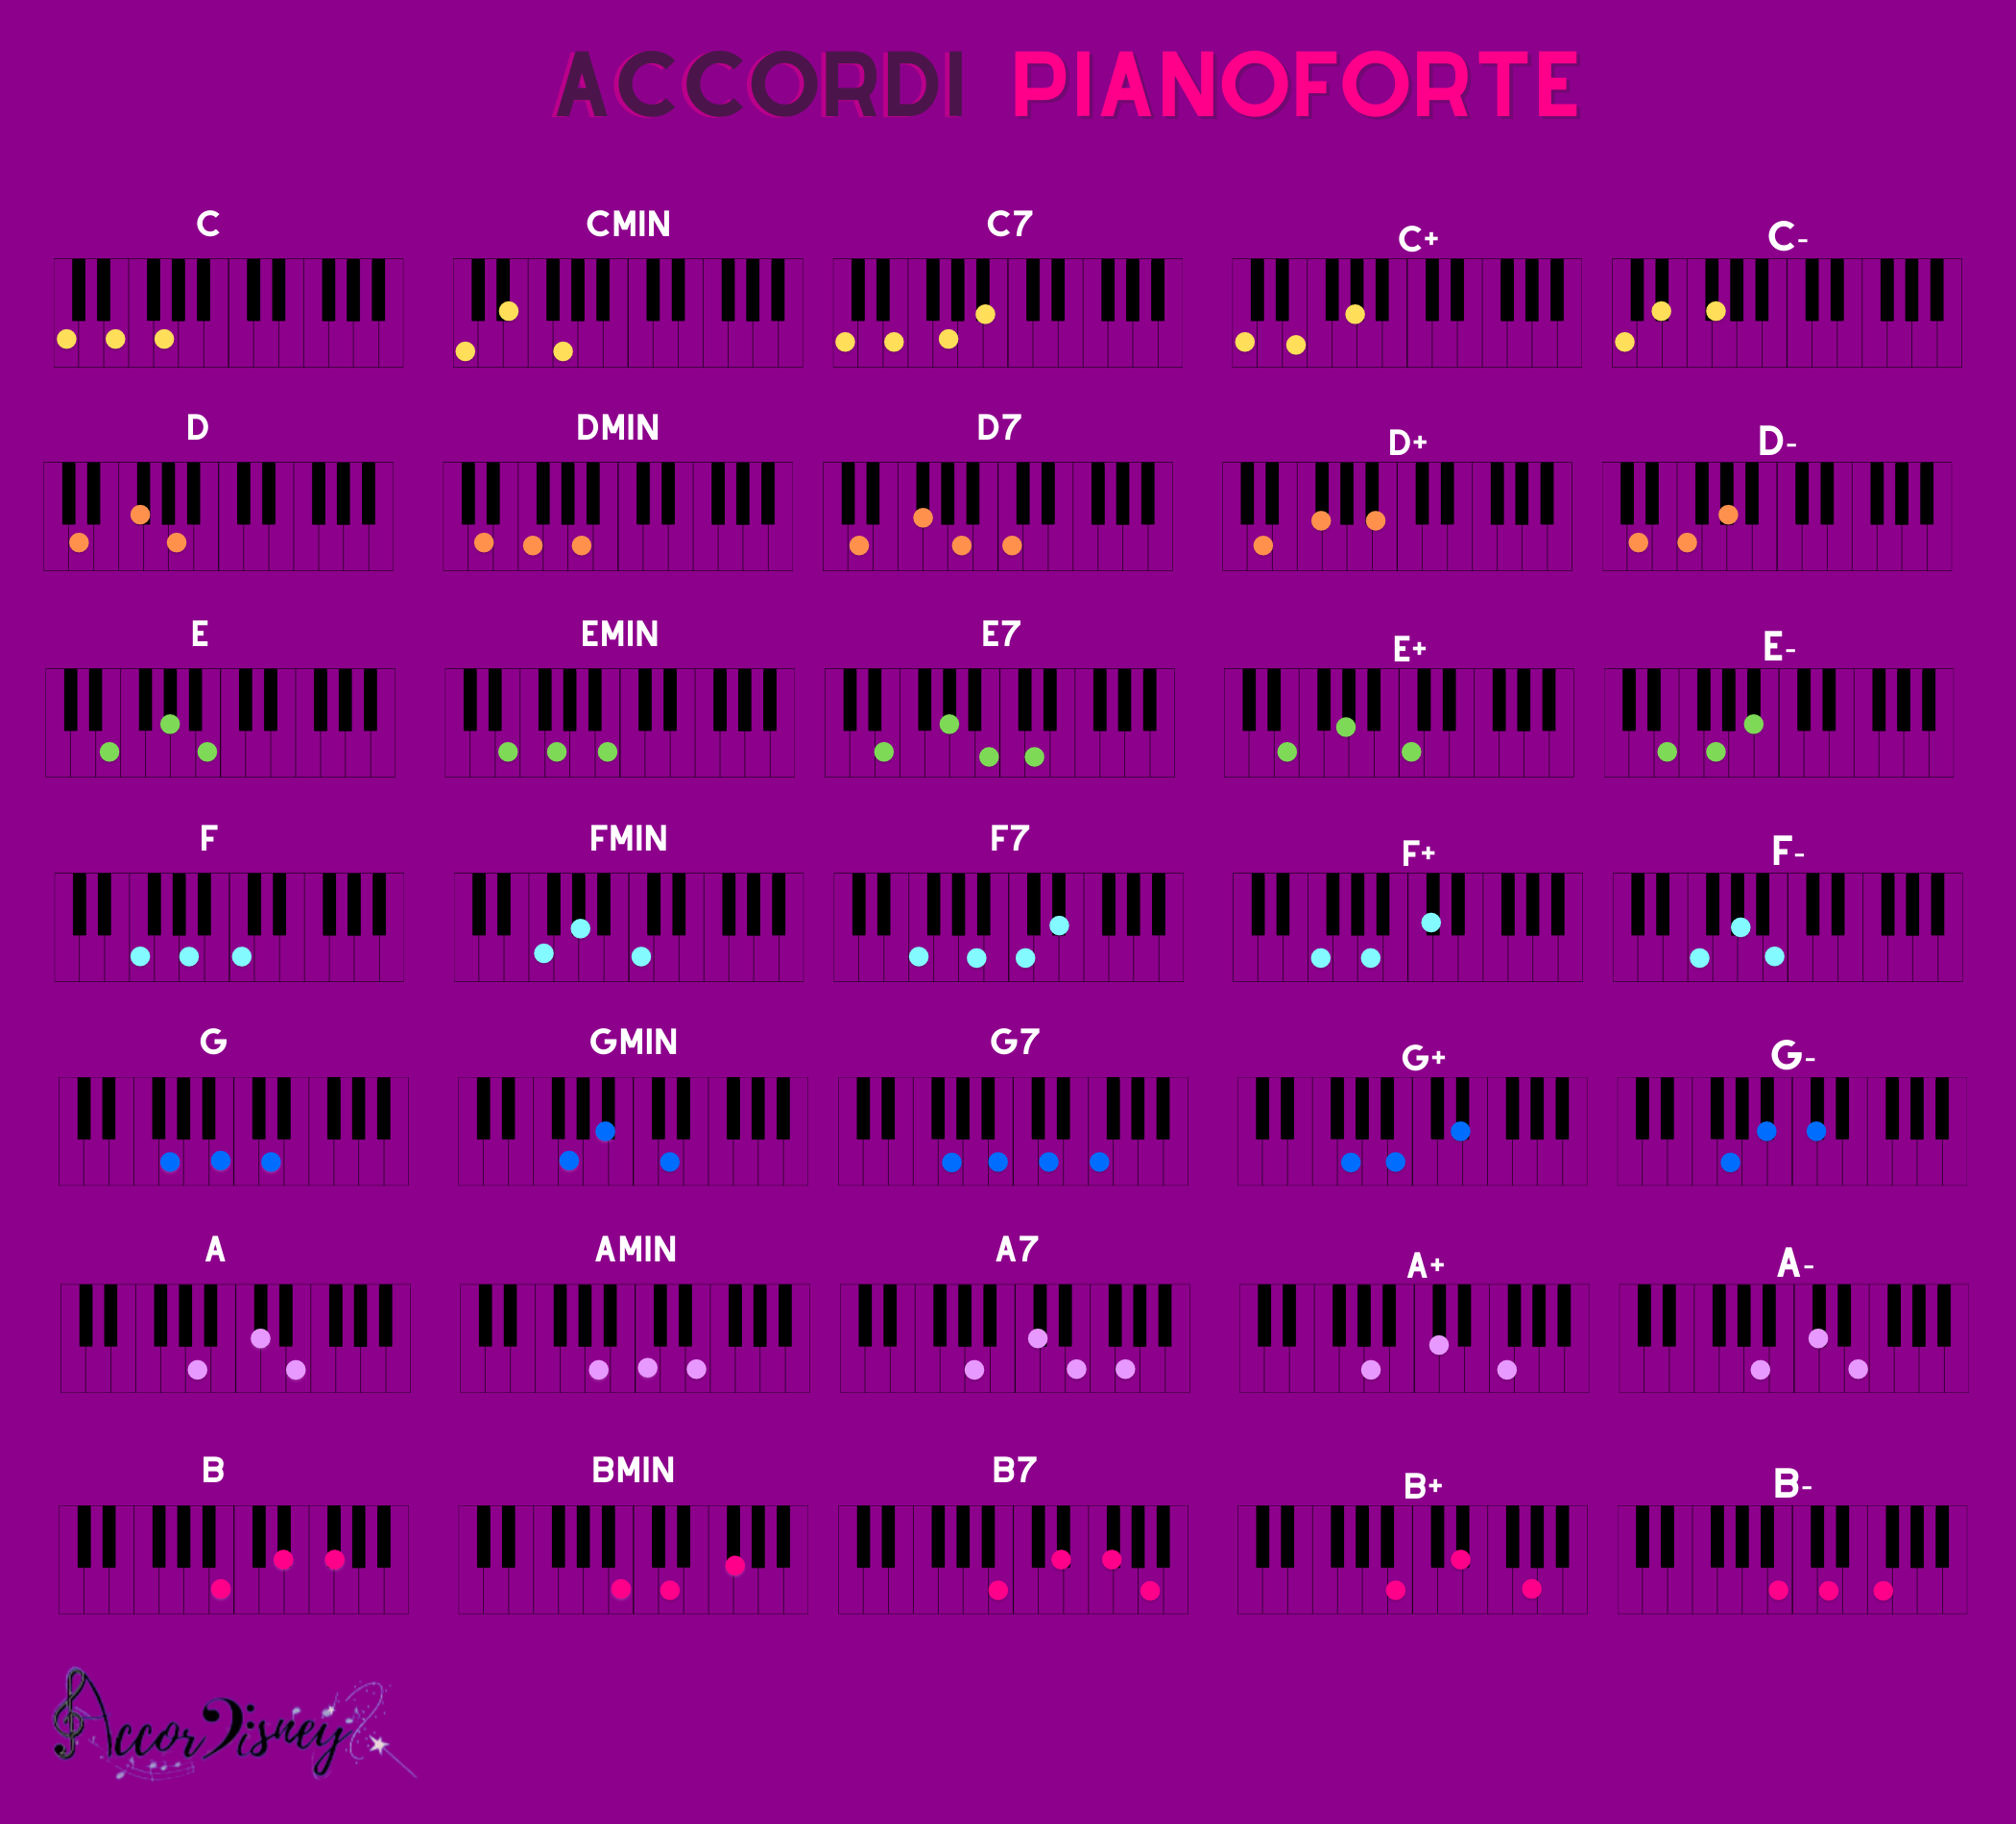 ACCORDI PIANOFORTE
C CMIN C7 C+ C-
D DMIN D7 D+ D-
E EMIN E7 E+ E-
F FMIN F7 F+ F-
G GMIN G7 G+ G-
A AMIN A7 A+ A-
B BMIN B7 B+ B-
AccorDisney